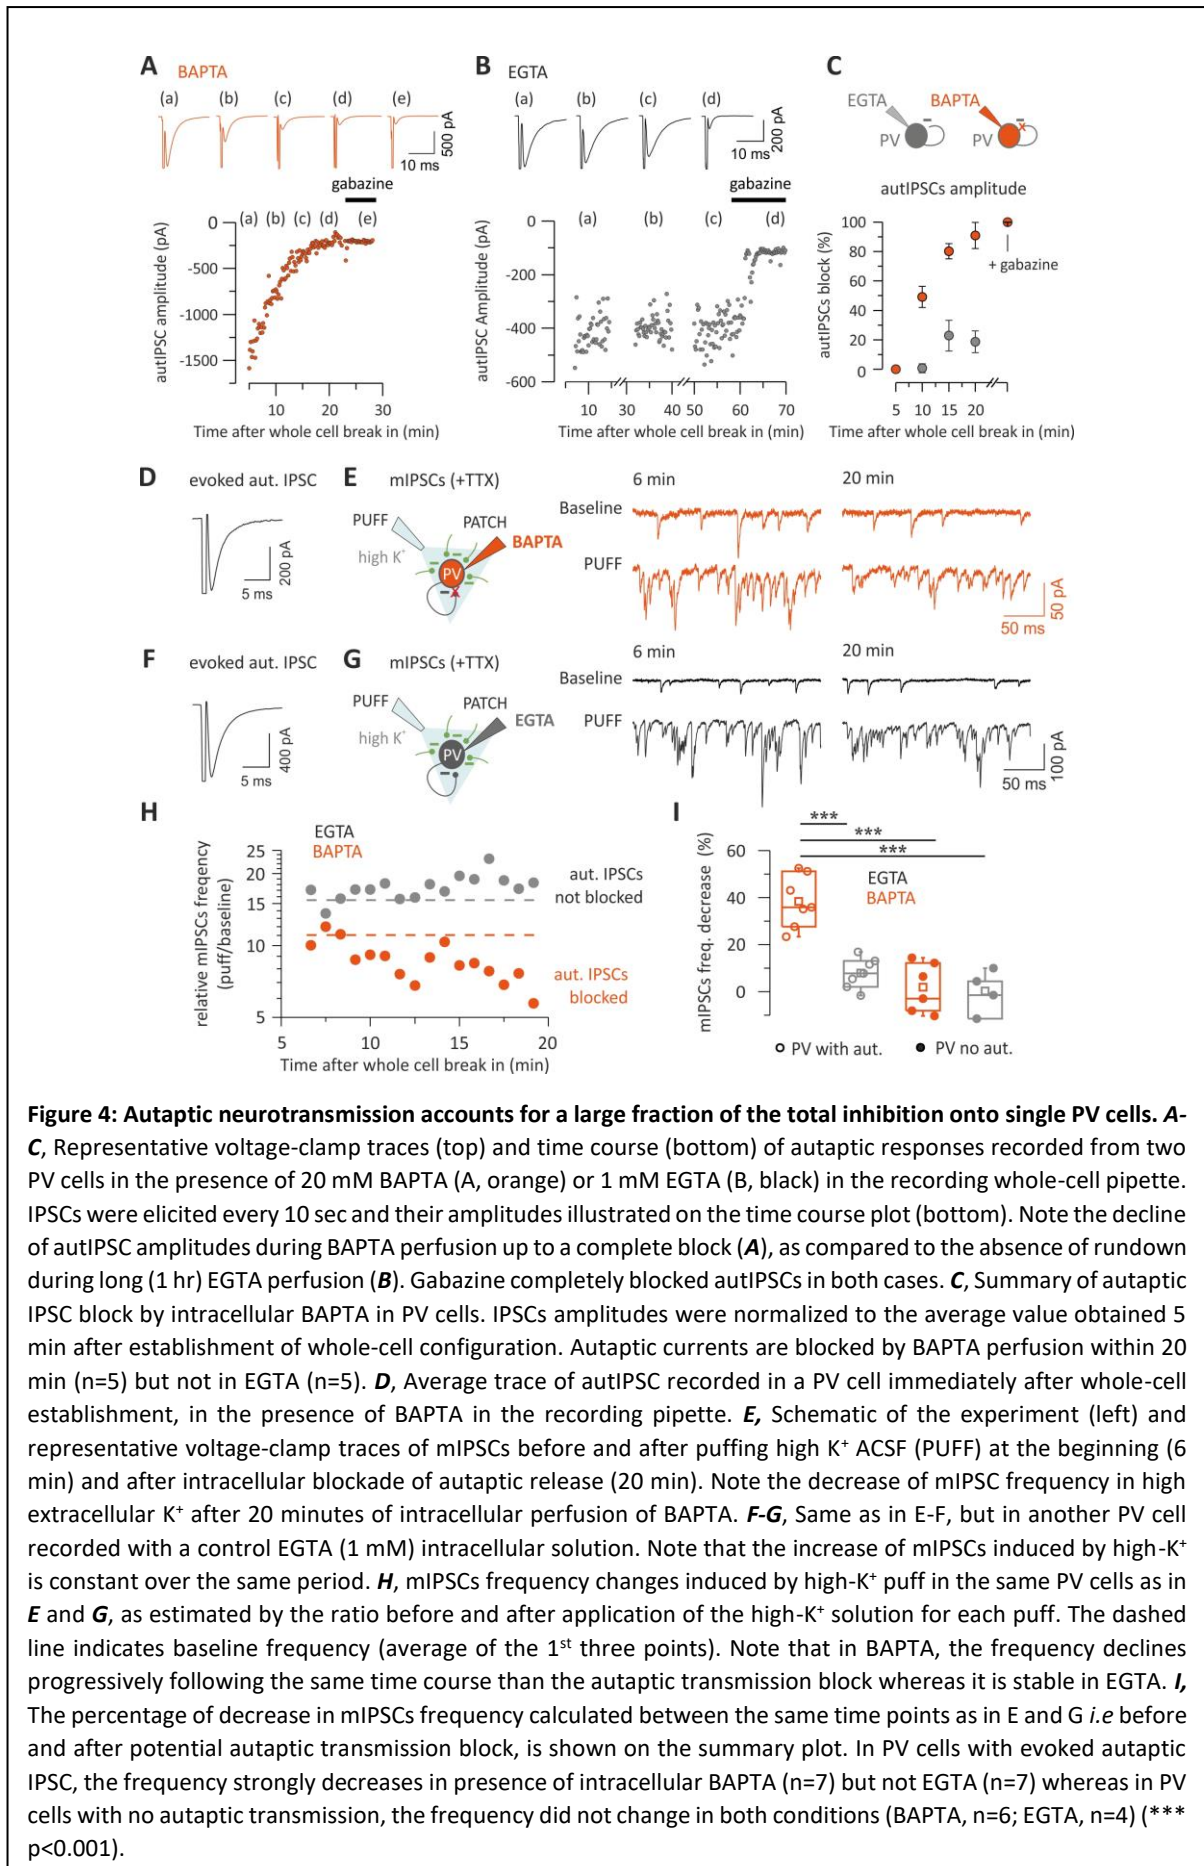 A BAPTA
(a) (b) (c) (d) (e)
500 pA
10 ms
gabazine
(a) (b) (c) (d) (e)
autIPSC amplitude (pA)
0
-500
-1000
-1500
10 20 30
Time after whole cell break in (min)
B EGTA
(a) (b) (c) (d)
200 pA
10 ms
gabazine
(a) (b) (c) (d)
autIPSC Amplitude (pA)
0
-200
-400
-600
10 30 40 50 60 70
Time after whole cell break in (min)
C
EGTA BAPTA
PV PV
autIPSCs amplitude
autIPSCs block (%)
100
80
60
40
20
0
+ gabazine
5 10 15 20
Time after whole cell break in (min)
D evoked aut. IPSC
200 pA
5 ms
E mIPSCs (+TTX)
PUFF
high K+
PATCH
BAPTA
PV
6 min 20 min
Baseline
PUFF
50 pA
50 ms
F evoked aut. IPSC
400 pA
5 ms
G mIPSCs (+TTX)
PUFF
high K+
PATCH
EGTA
PV
6 min 20 min
Baseline
PUFF
100 pA
50 ms
H
EGTA
BAPTA
relative mIPSCs freqency
(puff/baseline)
25
20
15
10
5
aut. IPSCs
not blocked
aut. IPSCs
blocked
5 10 15 20
Time after whole cell break in (min)
I
*** 
***
***
mIPSCs freq. decrease (%)
60
40
20
0
EGTA
BAPTA
PV with aut. PV no aut.
Figure 4: Autaptic neurotransmission accounts for a large fraction of the total inhibition onto single PV cells. A-
C, Representative voltage-clamp traces (top) and time course (bottom) of autaptic responses recorded from two
PV cells in the presence of 20 mM BAPTA (A, orange) or 1 mM EGTA (B, black) in the recording whole-cell pipette.
IPSCs were elicited every 10 sec and their amplitudes illustrated on the time course plot (bottom). Note the decline
of autIPSC amplitudes during BAPTA perfusion up to a complete block (A), as compared to the absence of rundown
during long (1 hr) EGTA perfusion (B). Gabazine completely blocked autIPSCs in both cases. C, Summary of autaptic
IPSC block by intracellular BAPTA in PV cells. IPSCs amplitudes were normalized to the average value obtained 5
min after establishment of whole-cell configuration. Autaptic currents are blocked by BAPTA perfusion within 20
min (n=5) but not in EGTA (n=5). D, Average trace of autIPSC recorded in a PV cell immediately after whole-cell
establishment, in the presence of BAPTA in the recording pipette. E, Schematic of the experiment (left) and
representative voltage-clamp traces of mIPSCs before and after puffing high K+ ACSF (PUFF) at the beginning (6
min) and after intracellular blockade of autaptic release (20 min). Note the decrease of mIPSC frequency in high
extracellular K+ after 20 minutes of intracellular perfusion of BAPTA. F-G, Same as in E-F, but in another PV cell
recorded with a control EGTA (1 mM) intracellular solution. Note that the increase of mIPSCs induced by high-K+
is constant over the same period. H, mIPSCs frequency changes induced by high-K+ puff in the same PV cells as in
E and G, as estimated by the ratio before and after application of the high-K+ solution for each puff. The dashed
line indicates baseline frequency (average of the 1st three points). Note that in BAPTA, the frequency declines
progressively following the same time course than the autaptic transmission block whereas it is stable in EGTA. I,
The percentage of decrease in mIPSCs frequency calculated between the same time points as in E and G i.e before
and after potential autaptic transmission block, is shown on the summary plot. In PV cells with evoked autaptic
IPSC, the frequency strongly decreases in presence of intracellular BAPTA (n=7) but not EGTA (n=7) whereas in PV
cells with no autaptic transmission, the frequency did not change in both conditions (BAPTA, n=6; EGTA, n=4) (***
p<0.001).